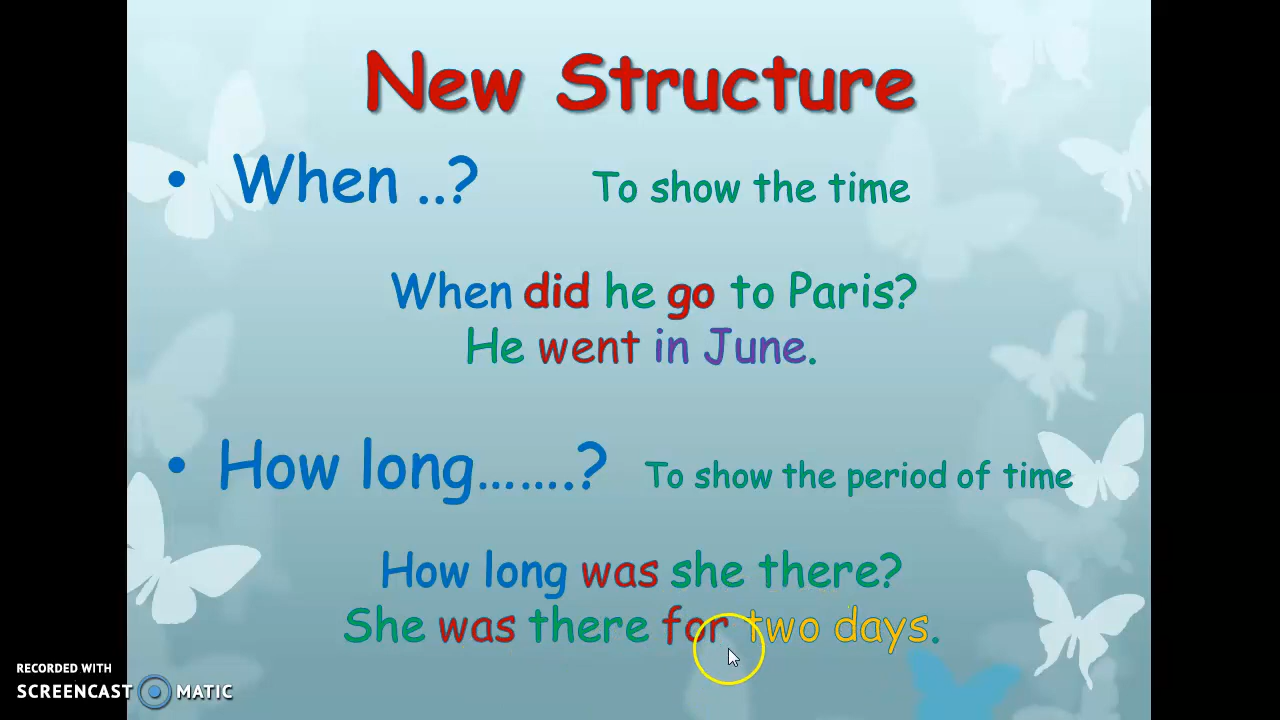 New Structure
• When ..? To show the time
When did he go to Paris?
He went in June.
• How long.......? To show the period of time
How long was she there?
She was there for two days.
RECORDED WITH
SCREENCAST MATIC